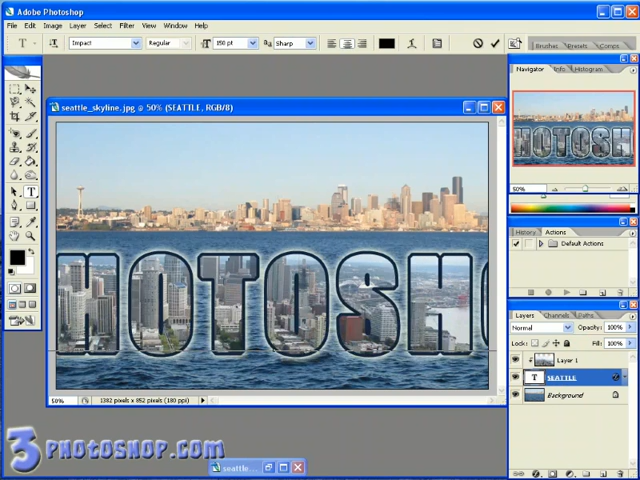 Adobe Photoshop
File Edit Image Layer Select Filter View Window Help
T Impact Regular 150 pt Sharp Brushes Presets Comps
Navigator Info Histogram
seattle_skyline.jpg @ 50% (SEATTLE, RGB/8)
HOTOSH
50%
History Actions
Default Actions
Layers Channels Paths
Normal Opacity: 100%
Lock: Fill: 100%
Layer 1
T SEATTLE
Background
50% 1382 pixels x 852 pixels (180 ppi)
3 PHOTOSHOP.COM
seattle...